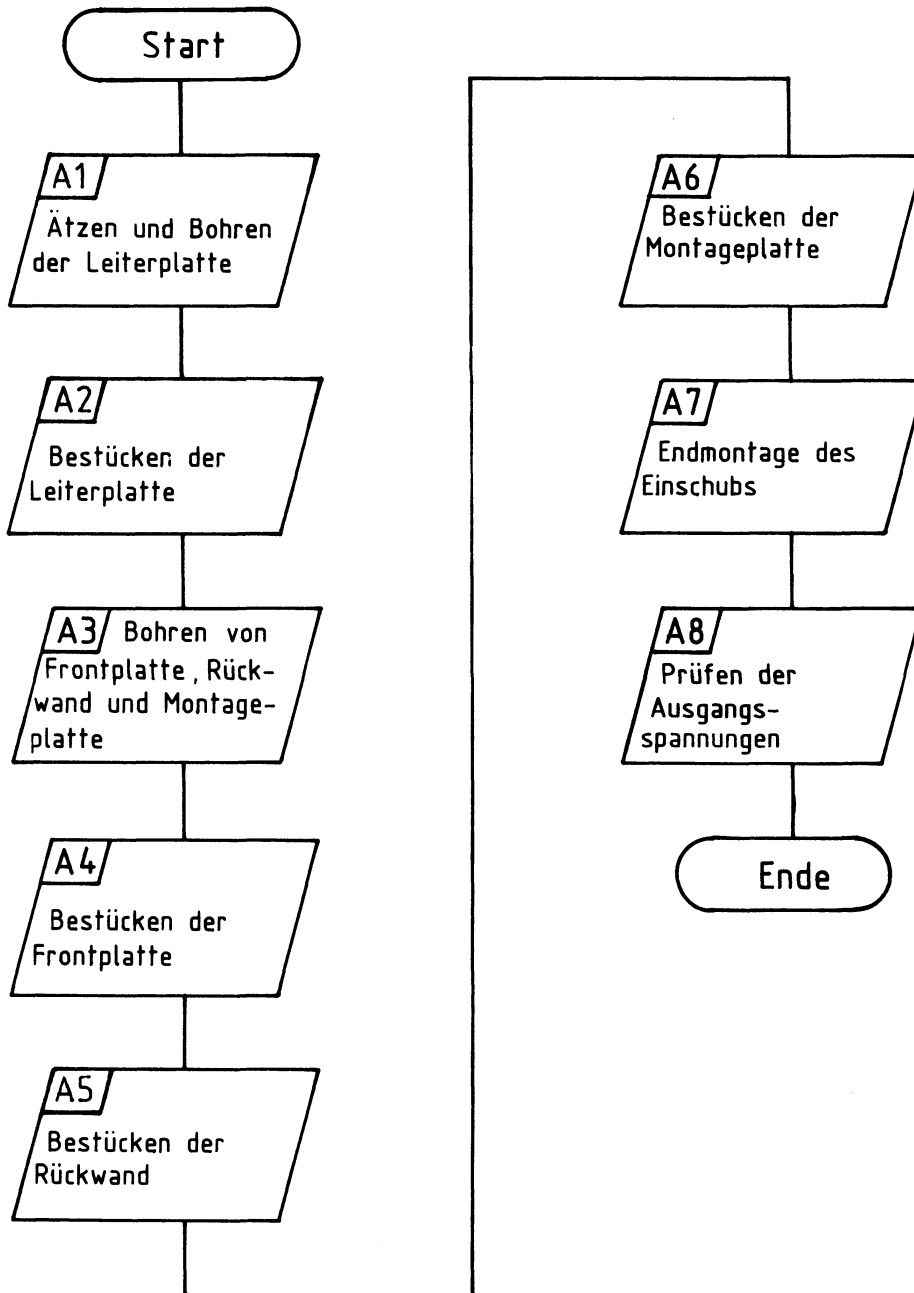 Start
A1
Ätzen und Bohren
der Leiterplatte
A2
Bestücken der
Leiterplatte
A3 Bohren von
Frontplatte, Rück-
wand und Montage-
platte
A4
Bestücken der
Frontplatte
A5
Bestücken der
Rückwand
A6
Bestücken der
Montageplatte
A7
Endmontage des
Einschubs
A8
Prüfen der
Ausgangs-
spannungen
Ende